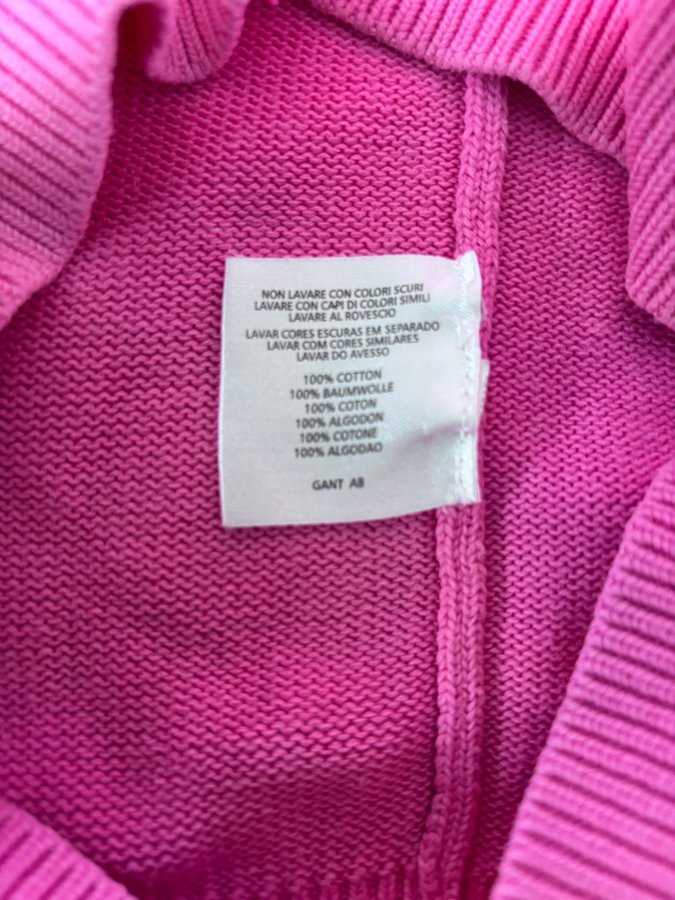 NON LAVARE CON COLORI SCURI
LAVARE CON CAPI DI COLORI SIMILI
LAVARE AL ROVESCIO
LAVAR CORES ESCURAS EM SEPARADO
LAVAR COM CORES SIMILARES
LAVAR DO AVESSO
100% COTTON
100% BAUMWOLLE
100% COTON
100% ALGODON
100% COTONE
100% ALGODAO
GANT AB